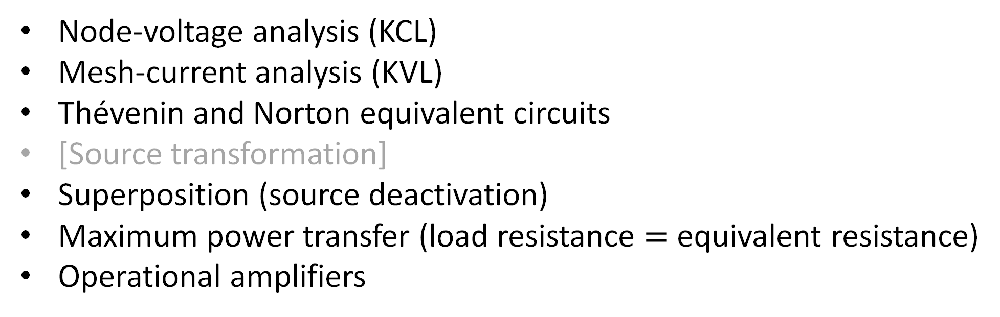 • Node-voltage analysis (KCL)
• Mesh-current analysis (KVL)
• Thévenin and Norton equivalent circuits
• [Source transformation]
• Superposition (source deactivation)
• Maximum power transfer (load resistance = equivalent resistance)
• Operational amplifiers